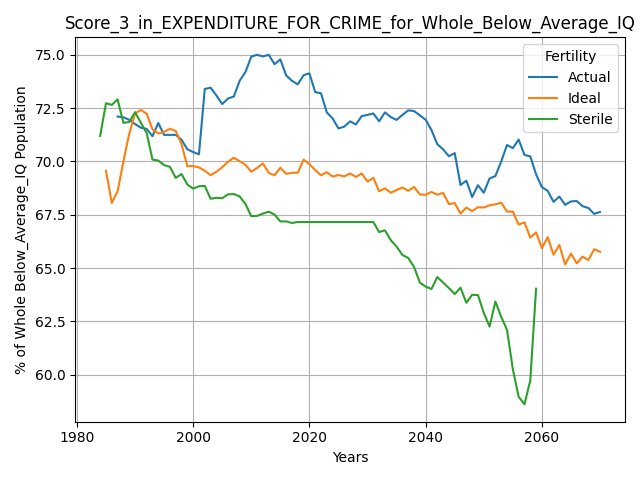 Score_3_in_EXPENDITURE_FOR_CRIME_for_Whole_Below_Average_IQ
% of Whole Below_Average_IQ Population
75.0
72.5
70.0
67.5
65.0
62.5
60.0
Fertility
Actual
Ideal
Sterile
1980
2000
2020
2040
2060
Years